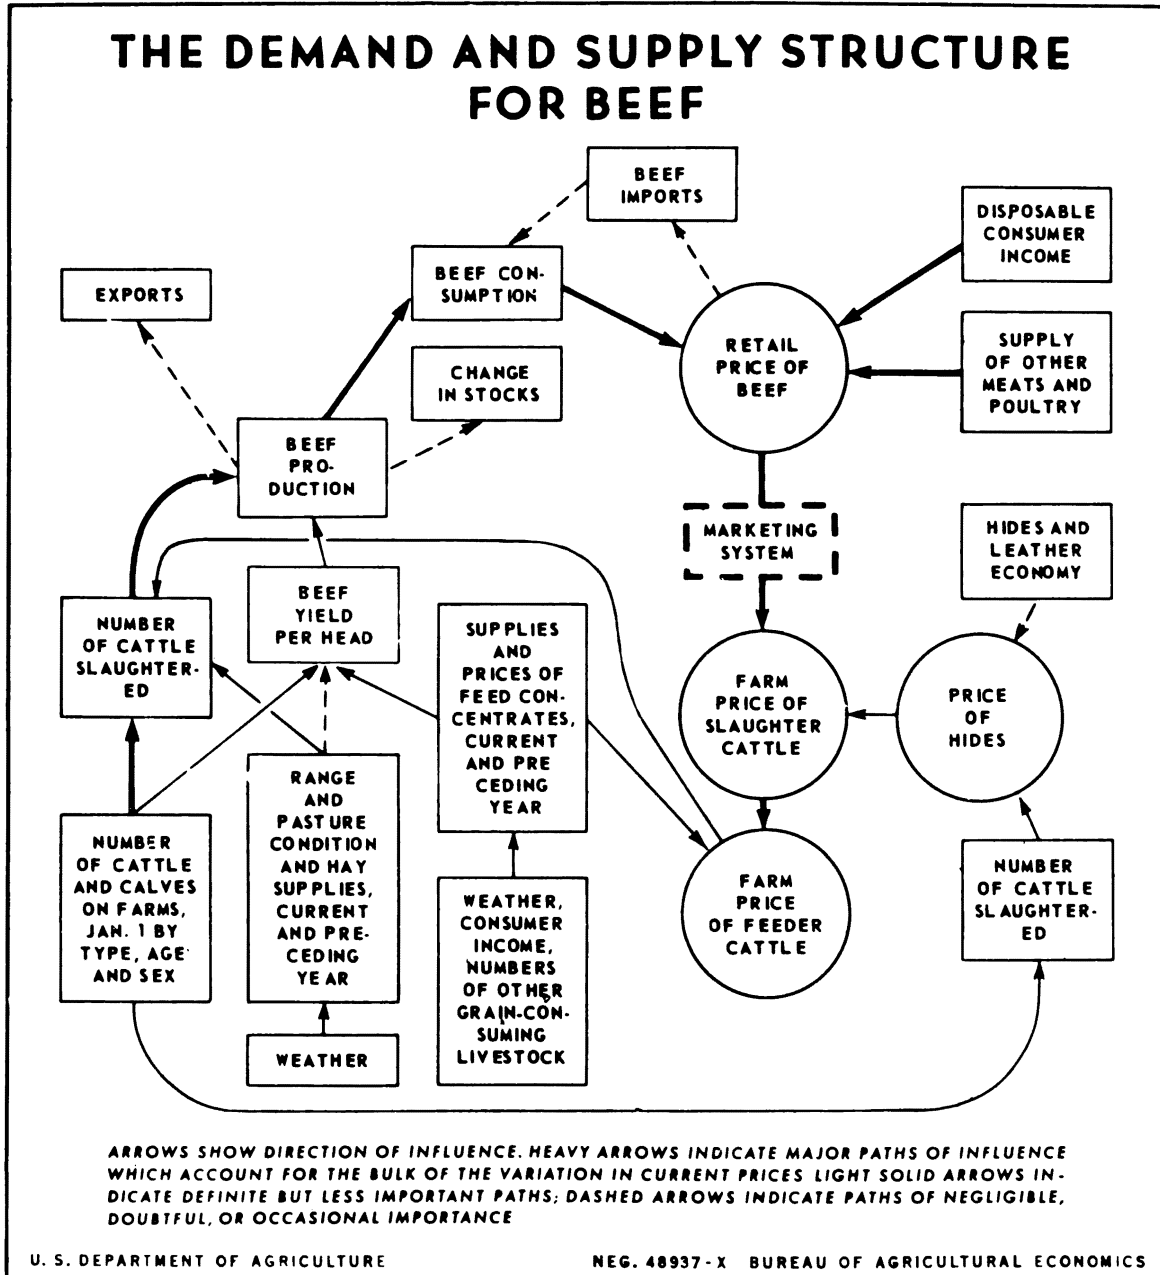 THE DEMAND AND SUPPLY STRUCTURE
FOR BEEF
BEEF
IMPORTS
DISPOSABLE
CONSUMER
INCOME
BEEF CON-
SUMPTION
EXPORTS
RETAIL
PRICE OF
BEEF
SUPPLY
OF OTHER
MEATS AND
POULTRY
CHANGE
IN STOCKS
BEEF
PRO-
DUCTION
MARKETING
SYSTEM
HIDES AND
LEATHER
ECONOMY
BEEF
YIELD
PER HEAD
NUMBER
OF CATTLE
SLAUGHTER-
ED
SUPPLIES
AND
PRICES OF
FEED CON-
CENTRATES,
CURRENT
AND PRE
CEDING
YEAR
FARM
PRICE OF
SLAUGHTER
CATTLE
PRICE
OF
HIDES
NUMBER
OF CATTLE
AND CALVES
ON FARMS,
JAN. 1 BY
TYPE, AGE
AND SEX
RANGE
AND
PASTURE
CONDITION
AND HAY
SUPPLIES,
CURRENT
AND PRE-
CEDING
YEAR
WEATHER,
CONSUMER
INCOME,
NUMBERS
OF OTHER
GRAIN-CON-
SUMING
LIVESTOCK
FARM
PRICE
OF FEEDER
CATTLE
NUMBER
OF CATTLE
SLAUGHTER-
ED
WEATHER
ARROWS SHOW DIRECTION OF INFLUENCE. HEAVY ARROWS INDICATE MAJOR PATHS OF INFLUENCE
WHICH ACCOUNT FOR THE BULK OF THE VARIATION IN CURRENT PRICES LIGHT SOLID ARROWS IN-
DICATE DEFINITE BUT LESS IMPORTANT PATHS; DASHED ARROWS INDICATE PATHS OF NEGLIGIBLE,
DOUBTFUL, OR OCCASIONAL IMPORTANCE
U. S. DEPARTMENT OF AGRICULTURE
NEG. 48937-X BUREAU OF AGRICULTURAL ECONOMICS